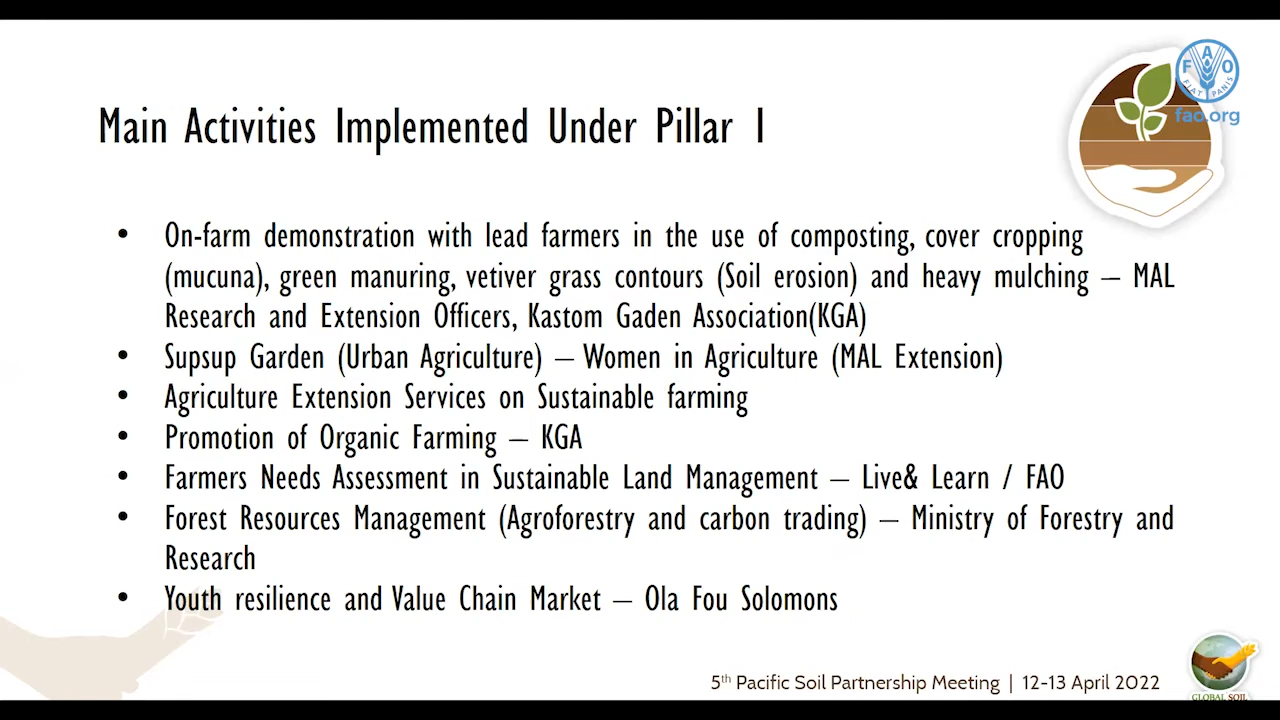 FAO
FIAT PANIS
fao.org
Main Activities Implemented Under Pillar 1
• On-farm demonstration with lead farmers in the use of composting, cover cropping
(mucuna), green manuring, vetiver grass contours (Soil erosion) and heavy mulching – MAL
Research and Extension Officers, Kastom Gaden Association(KGA)
• Supsup Garden (Urban Agriculture) – Women in Agriculture (MAL Extension)
• Agriculture Extension Services on Sustainable farming
• Promotion of Organic Farming – KGA
• Farmers Needs Assessment in Sustainable Land Management – Live& Learn / FAO
• Forest Resources Management (Agroforestry and carbon trading) – Ministry of Forestry and
Research
• Youth resilience and Value Chain Market – Ola Fou Solomons
5th Pacific Soil Partnership Meeting | 12-13 April 2022
GLOBAL SOIL